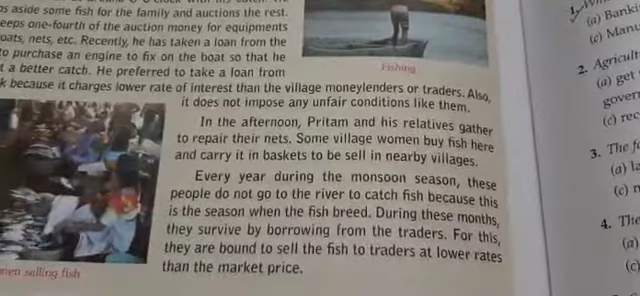 aside some fish for the family and auctions the rest.
eeps one-fourth of the auction money for equipments
oats, nets, etc. Recently, he has taken a loan from the
to purchase an engine to fix on the boat so that he
t a better catch. He preferred to take a loan from
k because it charges lower rate of interest than the village moneylenders or traders. Also,
it does not impose any unfair conditions like them.
Fishing
In the afternoon, Pritam and his relatives gather
to repair their nets. Some village women buy fish here
and carry it in baskets to be sell in nearby villages.
Every year during the monsoon season, these
people do not go to the river to catch fish because this
is the season when the fish breed. During these months,
they survive by borrowing from the traders. For this,
they are bound to sell the fish to traders at lower rates
than the market price.
men selling fish
1.
(a) Banki
(c) Manu
2. Agricult
(a) get
govern
(c) rec
3. The fo
(a) la
(c)
4. The
(a)
(c)